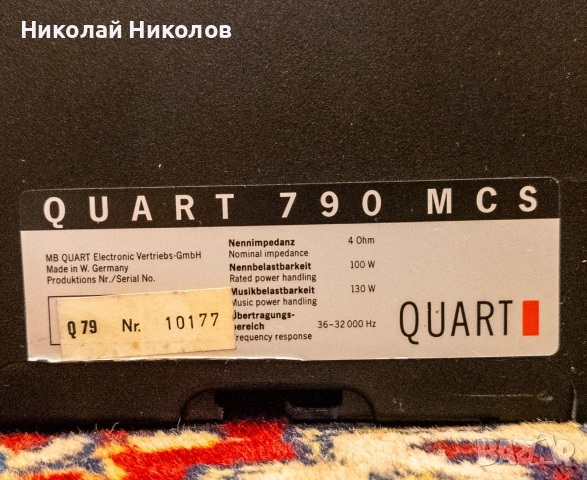 Николай Николов
QUART 790 MCS
MB QUART Electronic Vertriebs-GmbH
Made in W. Germany
Produktions Nr./Serial No.
Q 79 Nr. 10177
Nennimpedanz 4 Ohm
Nominal impedance
Nennbelastbarkeit 100 W
Rated power handling
Musikbelastbarkeit 130 W
Music power handling
Übertragungs-
bereich 36–32 000 Hz
Frequency response
QUART
BAZAR